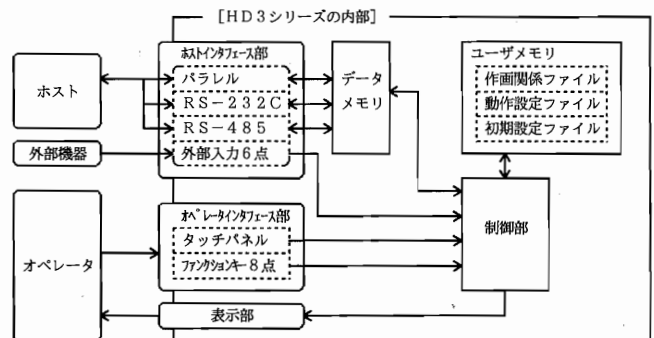 [HD3シリーズの内部]
ホストインタフェース部
パラレル
RS-232C
RS-485
外部入力6点
データ
メモリ
ユーザメモリ
作画関係ファイル
動作設定ファイル
初期設定ファイル
ホスト
外部機器
オペレータ
オペレータインタフェース部
タッチパネル
ファンクションキー8点
表示部
制御部